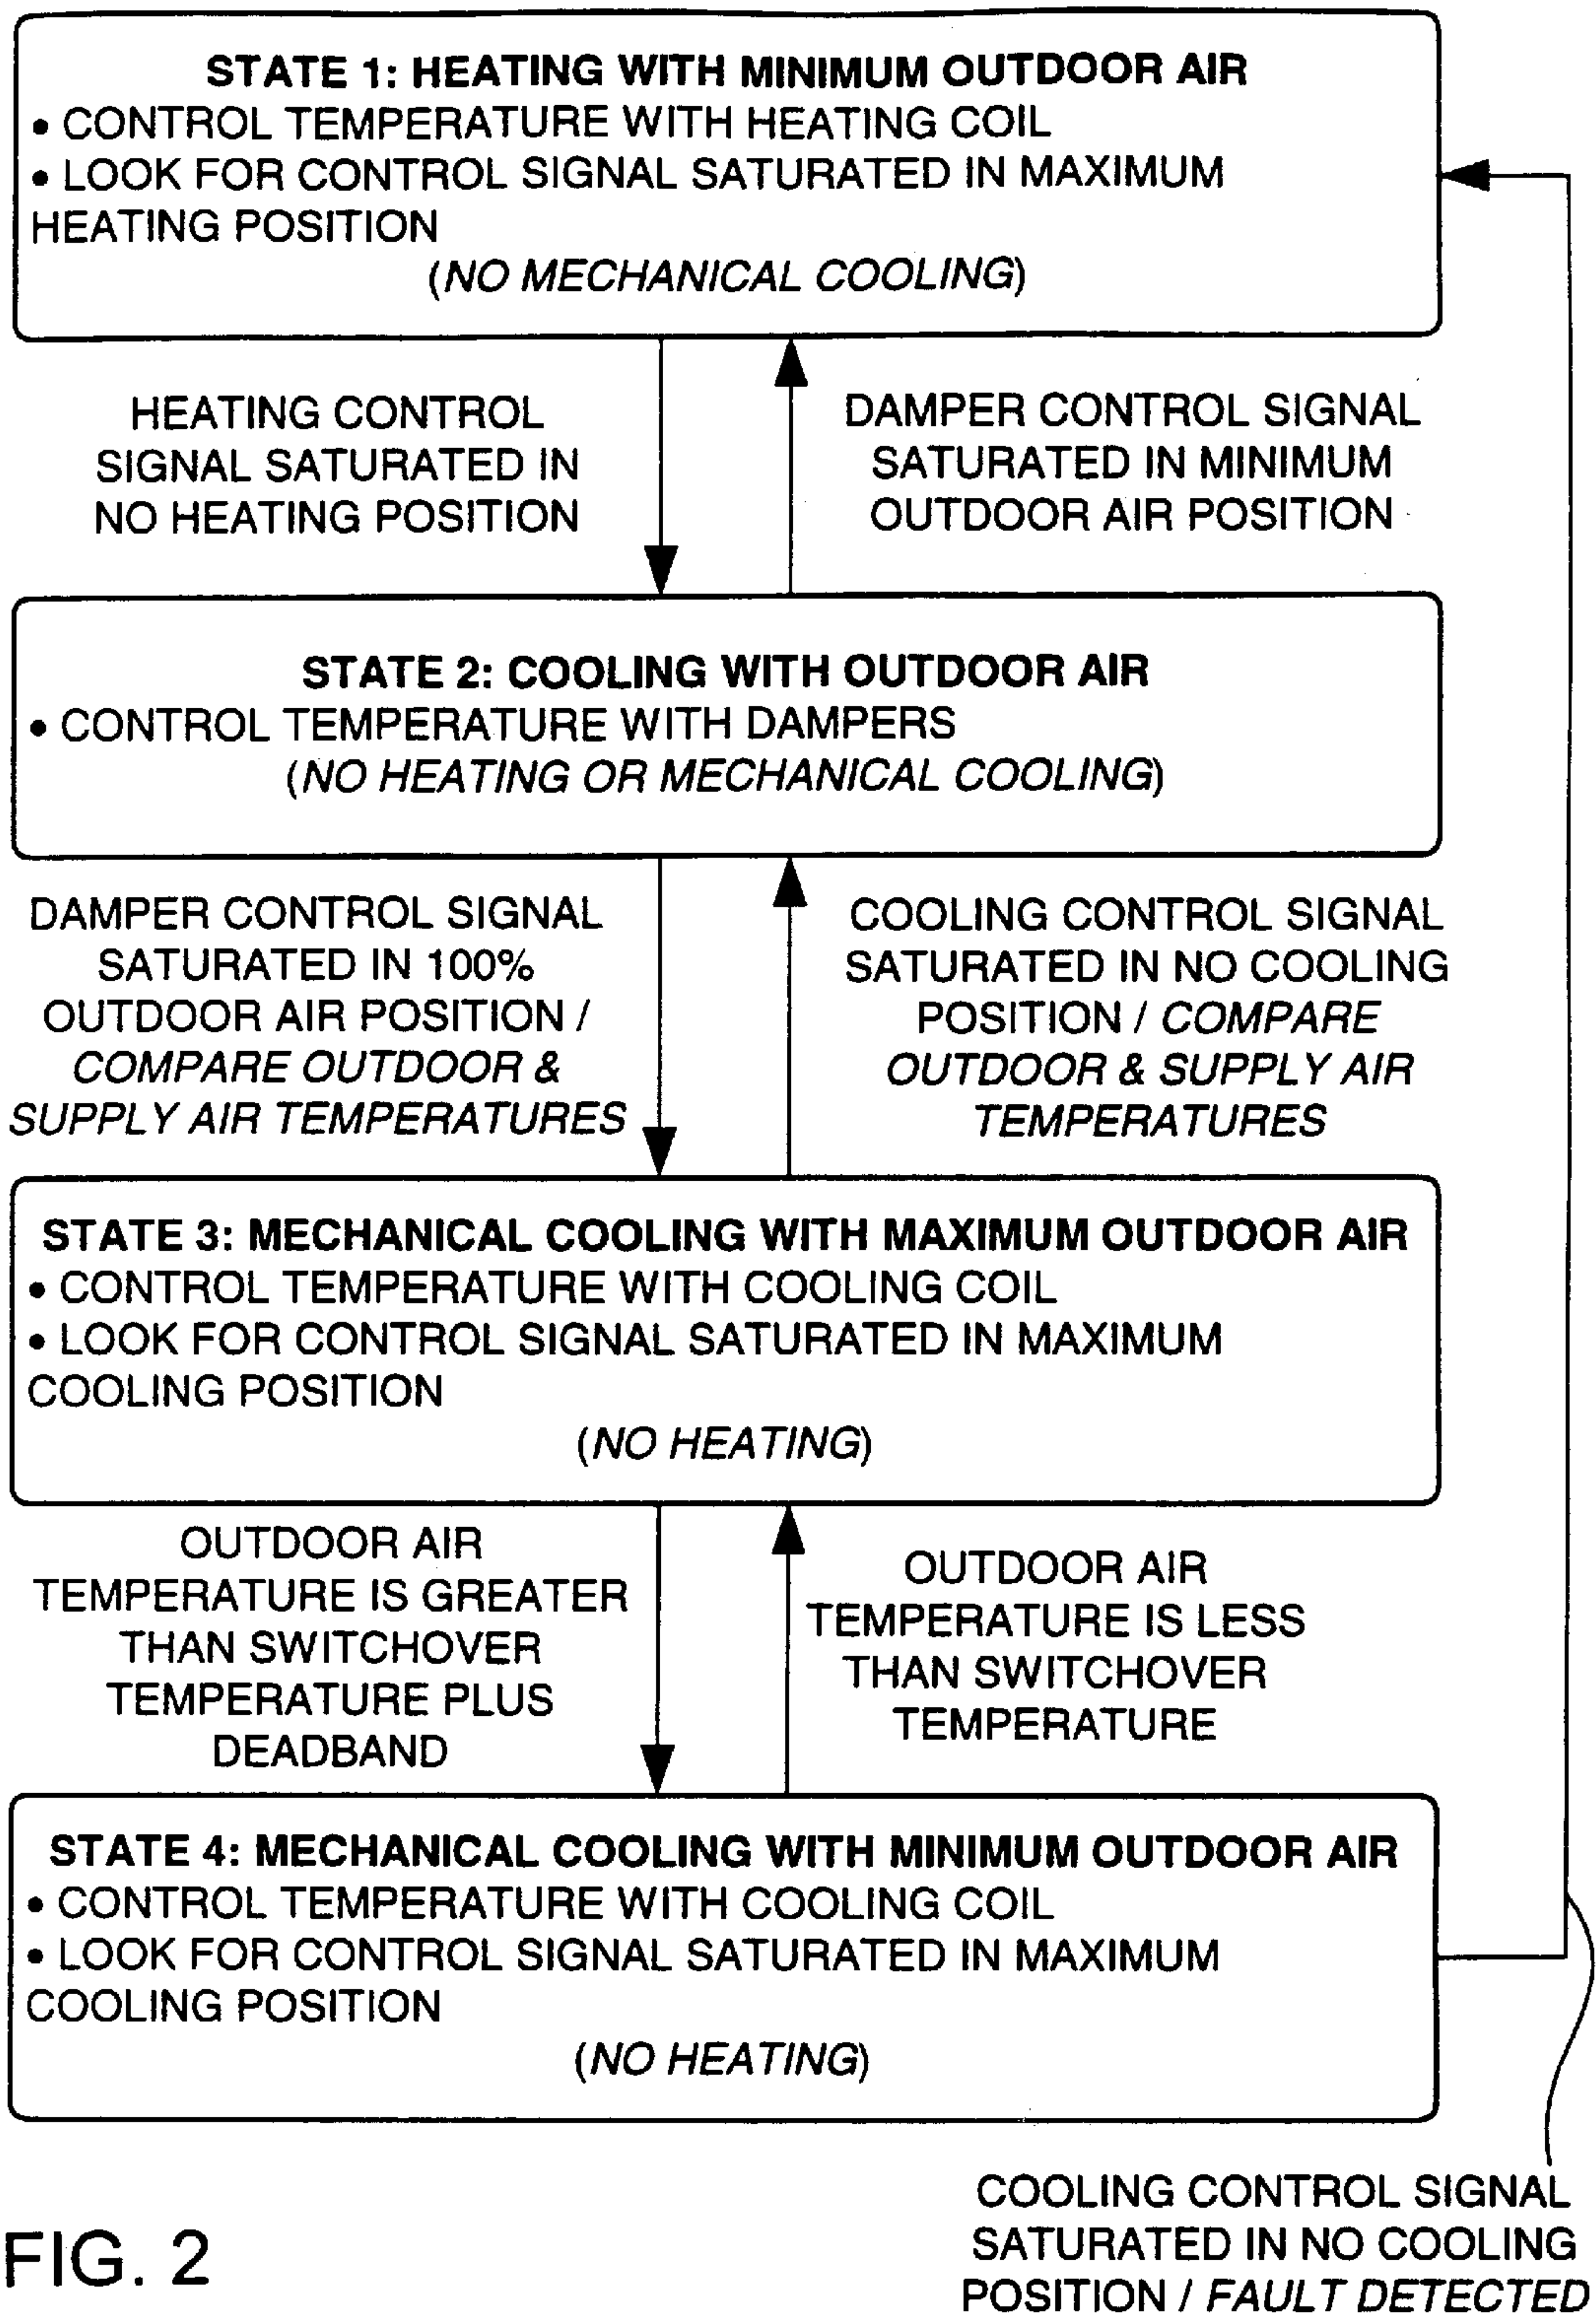 STATE 1: HEATING WITH MINIMUM OUTDOOR AIR
• CONTROL TEMPERATURE WITH HEATING COIL
• LOOK FOR CONTROL SIGNAL SATURATED IN MAXIMUM
HEATING POSITION
(NO MECHANICAL COOLING)
HEATING CONTROL
SIGNAL SATURATED IN
NO HEATING POSITION
DAMPER CONTROL SIGNAL
SATURATED IN MINIMUM
OUTDOOR AIR POSITION
STATE 2: COOLING WITH OUTDOOR AIR
• CONTROL TEMPERATURE WITH DAMPERS
(NO HEATING OR MECHANICAL COOLING)
DAMPER CONTROL SIGNAL
SATURATED IN 100%
OUTDOOR AIR POSITION /
COMPARE OUTDOOR &
SUPPLY AIR TEMPERATURES
COOLING CONTROL SIGNAL
SATURATED IN NO COOLING
POSITION / COMPARE
OUTDOOR & SUPPLY AIR
TEMPERATURES
STATE 3: MECHANICAL COOLING WITH MAXIMUM OUTDOOR AIR
• CONTROL TEMPERATURE WITH COOLING COIL
• LOOK FOR CONTROL SIGNAL SATURATED IN MAXIMUM
COOLING POSITION
(NO HEATING)
OUTDOOR AIR
TEMPERATURE IS GREATER
THAN SWITCHOVER
TEMPERATURE PLUS
DEADBAND
OUTDOOR AIR
TEMPERATURE IS LESS
THAN SWITCHOVER
TEMPERATURE
STATE 4: MECHANICAL COOLING WITH MINIMUM OUTDOOR AIR
• CONTROL TEMPERATURE WITH COOLING COIL
• LOOK FOR CONTROL SIGNAL SATURATED IN MAXIMUM
COOLING POSITION
(NO HEATING)
COOLING CONTROL SIGNAL
SATURATED IN NO COOLING
POSITION / FAULT DETECTED
FIG. 2